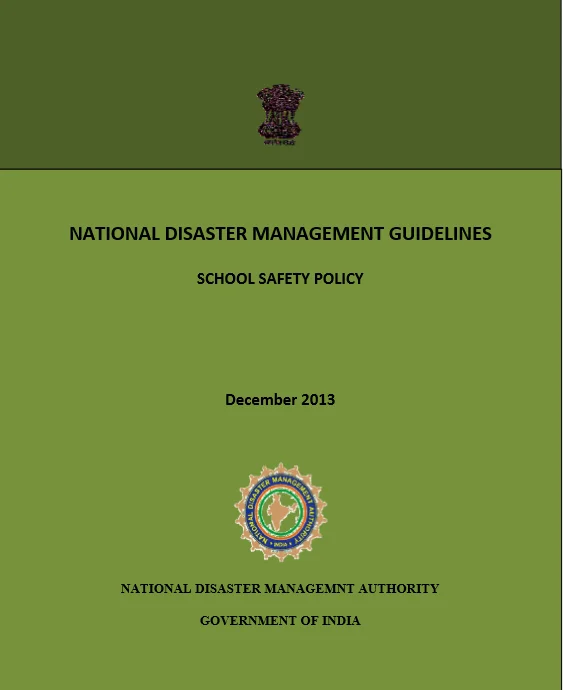 NATIONAL DISASTER MANAGEMENT GUIDELINES
SCHOOL SAFETY POLICY
December 2013
NATIONAL DISASTER MANAGEMENT AUTHORITY
INDIA
NATIONAL DISASTER MANAGEMNT AUTHORITY
GOVERNMENT OF INDIA